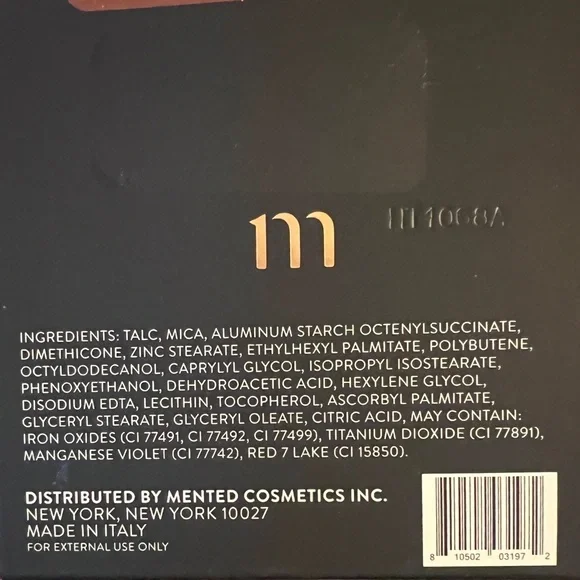 m
INGREDIENTS: TALC, MICA, ALUMINUM STARCH OCTENYLSUCCINATE,
DIMETHICONE, ZINC STEARATE, ETHYLHEXYL PALMITATE, POLYBUTENE,
OCTYLDODECANOL, CAPRYLYL GLYCOL, ISOPROPYL ISOSTEARATE,
PHENOXYETHANOL, DEHYDROACETIC ACID, HEXYLENE GLYCOL,
DISODIUM EDTA, LECITHIN, TOCOPHEROL, ASCORBYL PALMITATE,
GLYCERYL STEARATE, GLYCERYL OLEATE, CITRIC ACID, MAY CONTAIN:
IRON OXIDES (CI 77491, CI 77492, CI 77499), TITANIUM DIOXIDE (CI 77891),
MANGANESE VIOLET (CI 77742), RED 7 LAKE (CI 15850).
DISTRIBUTED BY MENTED COSMETICS INC.
NEW YORK, NEW YORK 10027
MADE IN ITALY
FOR EXTERNAL USE ONLY
8 10502 03197 2